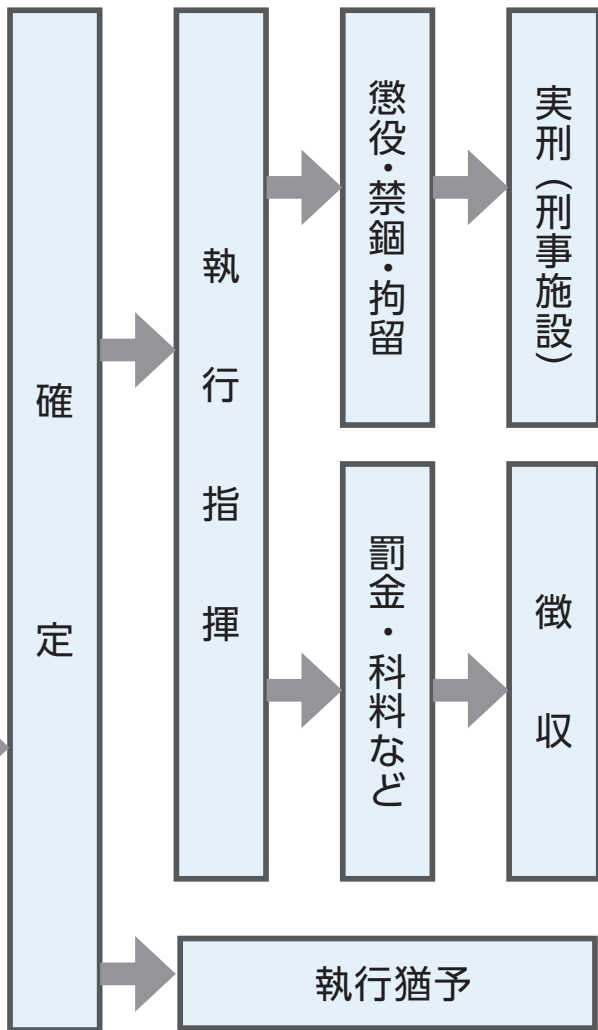 確定
執行指揮
懲役・禁錮・拘留
実刑（刑事施設）
罰金・科料など
徴収
執行猶予